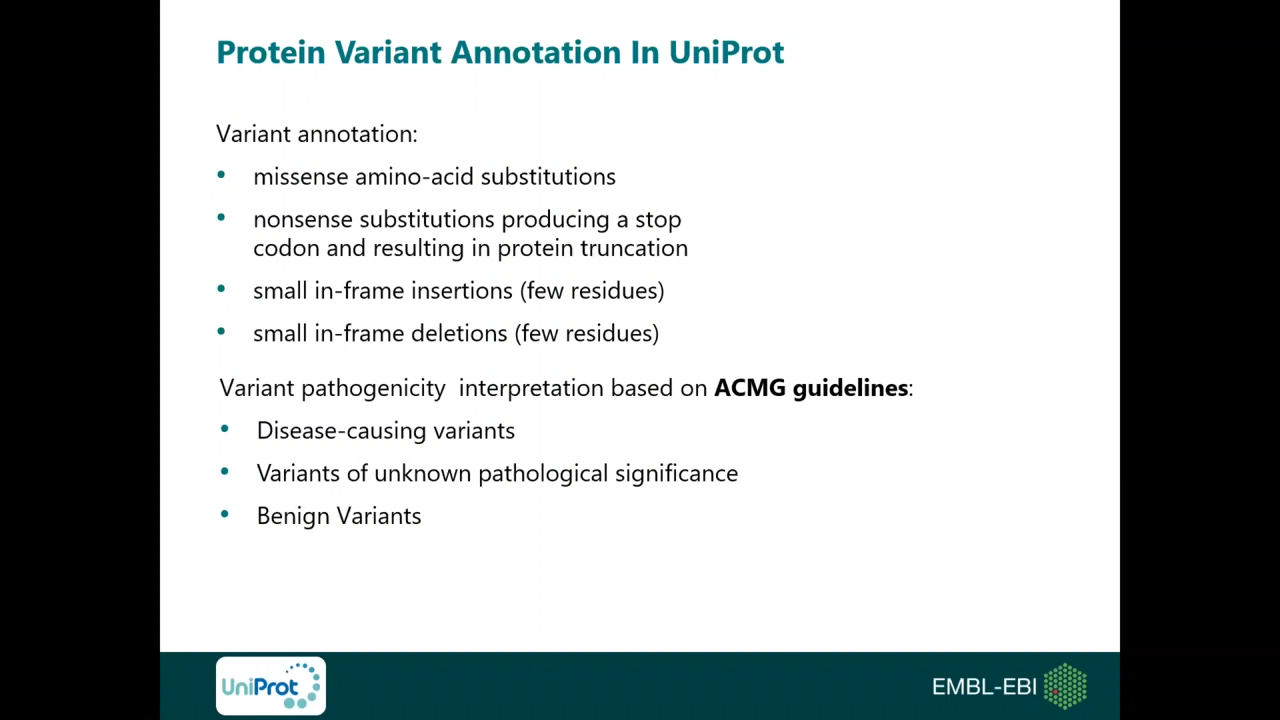 Protein Variant Annotation In UniProt
Variant annotation:
• missense amino-acid substitutions
• nonsense substitutions producing a stop
codon and resulting in protein truncation
• small in-frame insertions (few residues)
• small in-frame deletions (few residues)
Variant pathogenicity  interpretation based on ACMG guidelines:
• Disease-causing variants
• Variants of unknown pathological significance
• Benign Variants
UniProt
EMBL-EBI